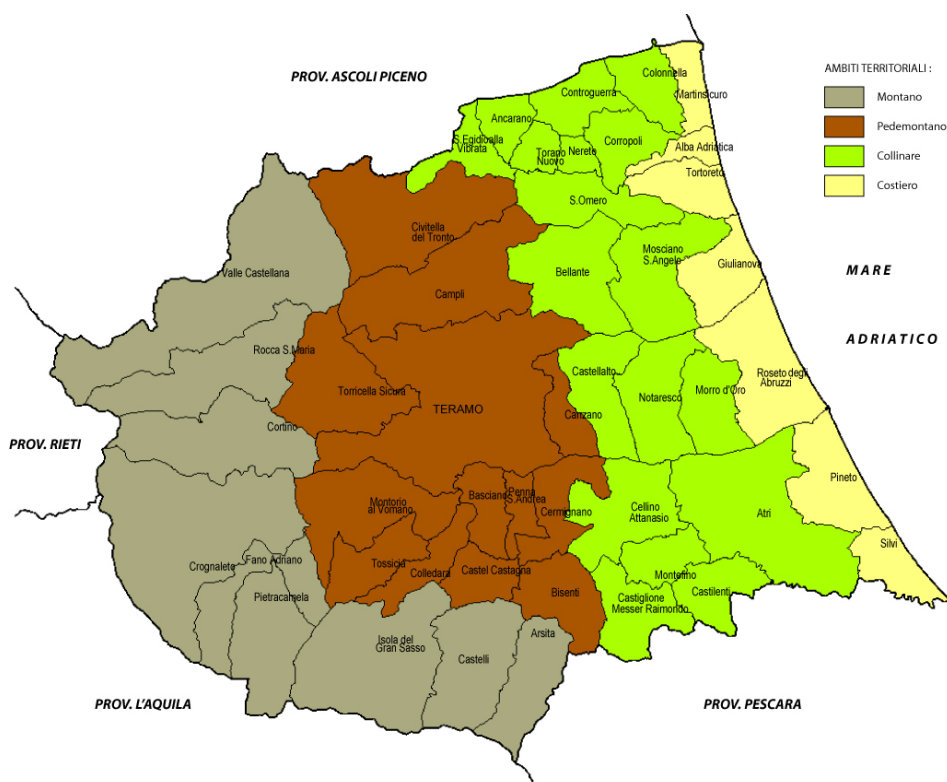 PROV. ASCOLI PICENO
AMBITI TERRITORIALI :
Montano
Pedemontano
Collinare
Costiero
Colonnella
Controguerra
Martinsicuro
Ancarano
S.Egidioalla
Vibrata
Torano
Nuovo
Nereto
Corropoli
Alba Adriatica
Tortoreto
S.Omero
Civitella
del Tronto
Mosciano
S.Angelo
Bellante
Giulianova
Valle Castellana
Campli
MARE
ADRIATICO
Rocca S.Maria
Torricella Sicura
TERAMO
Castellalto
Canzano
Notaresco
Morro d'Oro
Roseto degli
Abruzzi
Cortino
PROV. RIETI
Pineto
Montorio
al Vomano
Basciano
Penna
S.Andrea
Cermignano
Cellino
Attanasio
Atri
Silvi
Crognaleto
Fano Adriano
Tossicia
Colledara
Castel Castagna
Pietracamela
Bisenti
Montefino
Castiglione
Messer Raimondo
Castilenti
Isola del
Gran Sasso
Castelli
Arsita
PROV. L'AQUILA
PROV. PESCARA